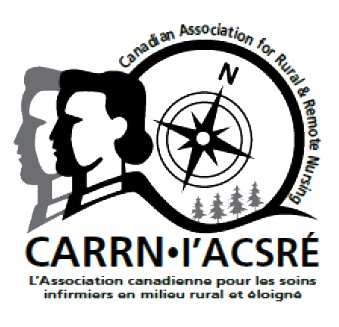 Canadian Association for Rural & Remote Nursing
N
CARRN•l'ACSRÉ
L'Association canadienne pour les soins
infirmiers en milieu rural et éloigné